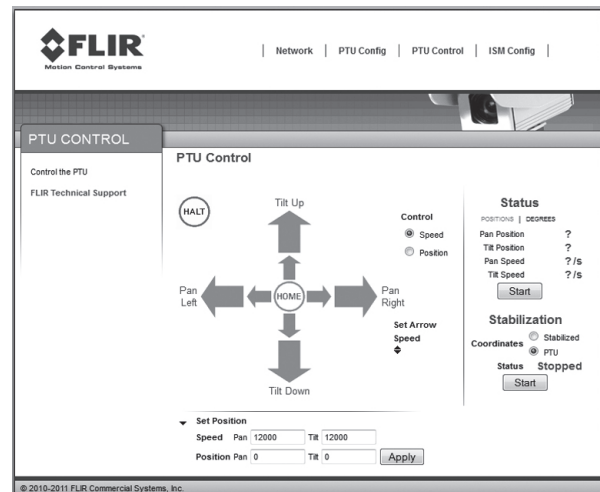 FLIR
Motion Control Systems
| Network | PTU Config | PTU Control | ISM Config |
PTU CONTROL
Control the PTU
FLIR Technical Support
PTU Control
HALT
Tilt Up
Pan Left
HOME
Pan Right
Tilt Down
Control
Speed
Position
Set Arrow
Speed
Status
POSITIONS | DEGREES
Pan Position ?
Tilt Position ?
Pan Speed ?/s
Tilt Speed ?/s
Start
Stabilization
Coordinates Stabilized
PTU
Status Stopped
Start
Set Position
Speed Pan 12000 Tilt 12000
Position Pan 0 Tilt 0 Apply
© 2010-2011 FLIR Commercial Systems, Inc.